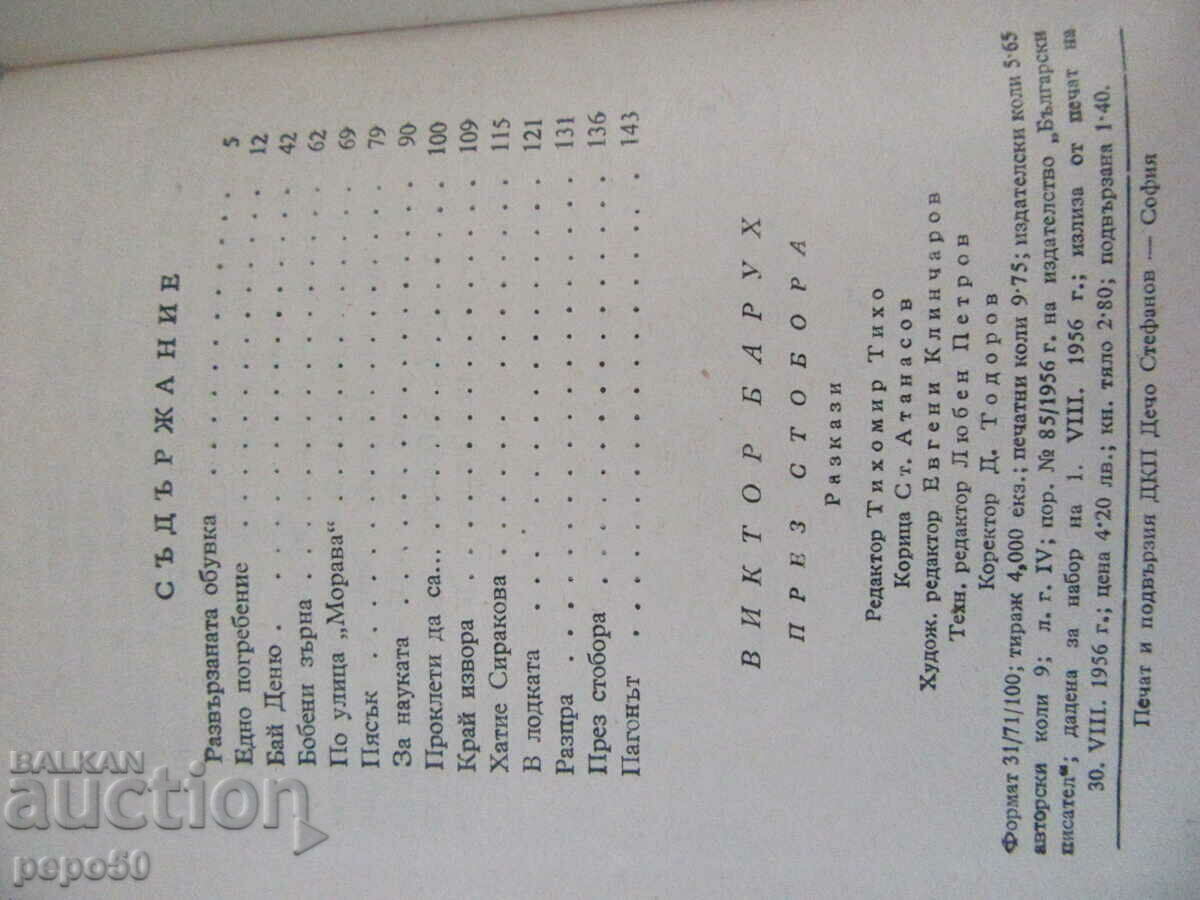 СЪДЪРЖАНИЕ
Развързаната обувка . . . . . . . . . 5
Едно погребение . . . . . . . . . . . 12
Бай Деню . . . . . . . . . . . . . . 42
Бобени зърна . . . . . . . . . . . . 62
По улица „Морава“ . . . . . . . . . . 69
Пясък . . . . . . . . . . . . . . . 79
За науката . . . . . . . . . . . . . 90
Проклети да са... . . . . . . . . . . 100
Край извора . . . . . . . . . . . . 109
Хатие Сиракова . . . . . . . . . . . 115
В лодката . . . . . . . . . . . . . 121
Разпра . . . . . . . . . . . . . . . 131
През стобора . . . . . . . . . . . . 136
Пагонът . . . . . . . . . . . . . . 143
ВИКТОР БАРУХ
ПРЕЗ СТОБОРА
Разкази
Редактор Тихомир Тихо
Корица Ст. Атанасов
Худож. редактор Евгени Клинчаров
Техн. редактор Любен Петров
Коректор Д. Тодоров
Формат 31/71/100; тираж 4,000 екз.; печатни коли 9·75; издателски коли 5·65
авторски коли 9; л. г. IV; пор. № 85/1956 г. на издателство „Български
писател“; дадена за набор на 1. VIII. 1956 г.; излиза от печат на
30. VIII. 1956 г.; цена 4·20 лв.; кн. тяло 2·80; подвързана 1·40.
Печат и подвързия ДКП Дечо Стефанов — София
BALKAN
auction
pepo50